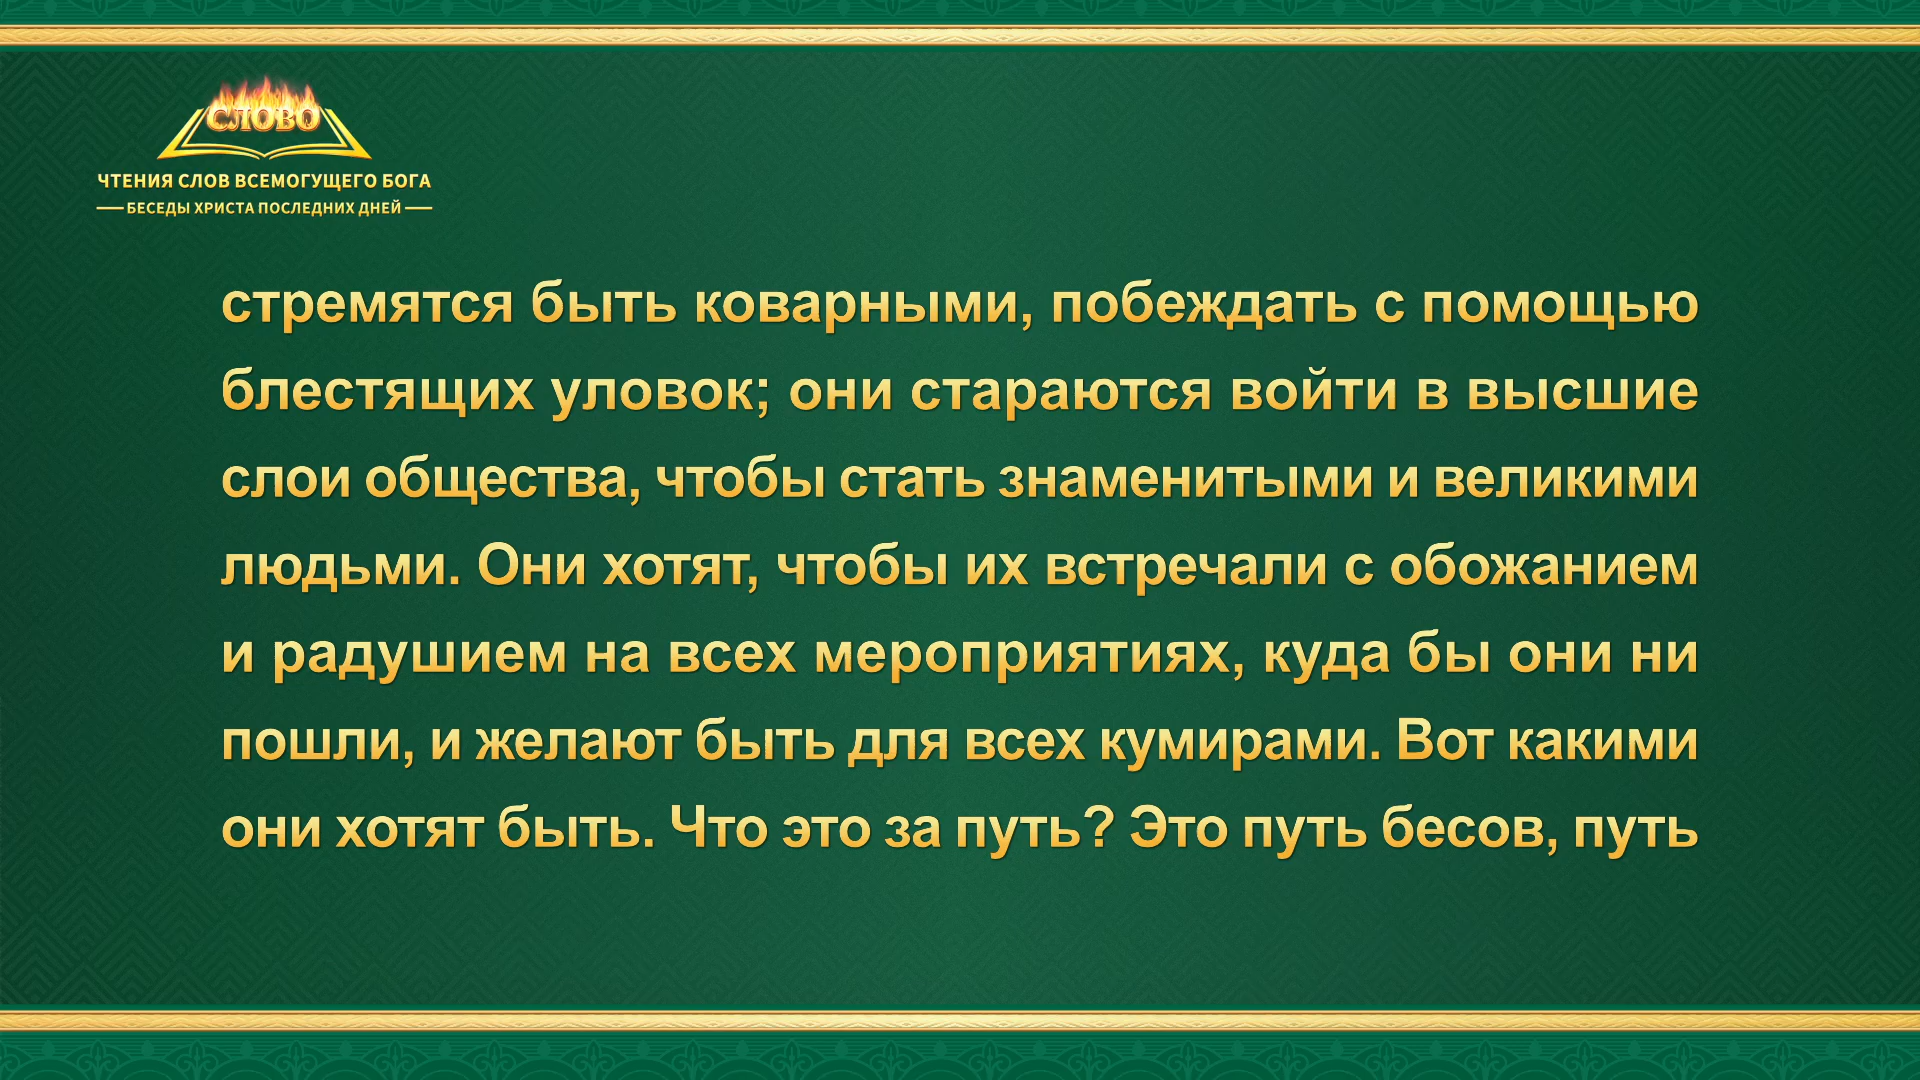 СЛОВО
ЧТЕНИЯ СЛОВ ВСЕМОГУЩЕГО БОГА
БЕСЕДЫ ХРИСТА ПОСЛЕДНИХ ДНЕЙ
стремятся быть коварными, побеждать с помощью
блестящих уловок; они стараются войти в высшие
слои общества, чтобы стать знаменитыми и великими
людьми. Они хотят, чтобы их встречали с обожанием
и радушием на всех мероприятиях, куда бы они ни
пошли, и желают быть для всех кумирами. Вот какими
они хотят быть. Что это за путь? Это путь бесов, путь